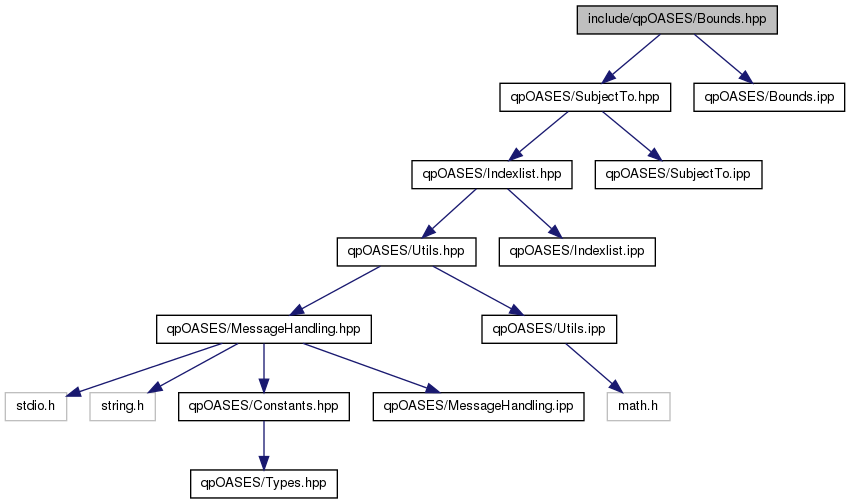 include/qpOASES/Bounds.hpp
qpOASES/SubjectTo.hpp
qpOASES/Bounds.ipp
qpOASES/Indexlist.hpp
qpOASES/SubjectTo.ipp
qpOASES/Utils.hpp
qpOASES/Indexlist.ipp
qpOASES/MessageHandling.hpp
qpOASES/Utils.ipp
stdio.h
string.h
qpOASES/Constants.hpp
qpOASES/MessageHandling.ipp
math.h
qpOASES/Types.hpp